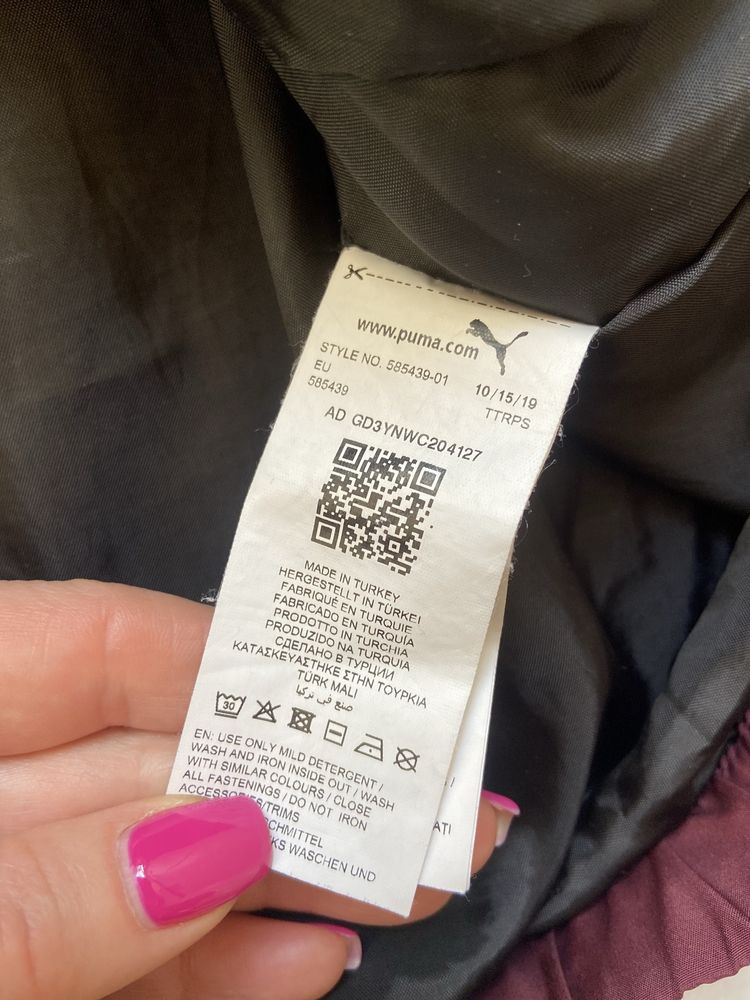 www.puma.com
STYLE NO. 585439-01
10/15/19
EU
TTRPS
585439
AD GD3YNWC204127
MADE IN TURKEY
HERGESTELLT IN TÜRKEI
FABRIQUÉ EN TURQUIE
FABRICADO EN TURQUÍA
PRODOTTO IN TURCHIA
PRODUZIDO NA TURQUIA
СДЕЛАНО В ТУРЦИИ
ΚΑΤΑΣΚΕΥΑΣΤΗΚΕ ΣΤΗΝ ΤΟΥΡΚΙΑ
TÜRK MALI
صنع في تركيا
30
EN: USE ONLY MILD DETERGENT /
WASH AND IRON INSIDE OUT / WASH
WITH SIMILAR COLOURS / CLOSE
ALL FASTENINGS / DO NOT IRON
ACCESSORIES/TRIMS
WASCHEN UND